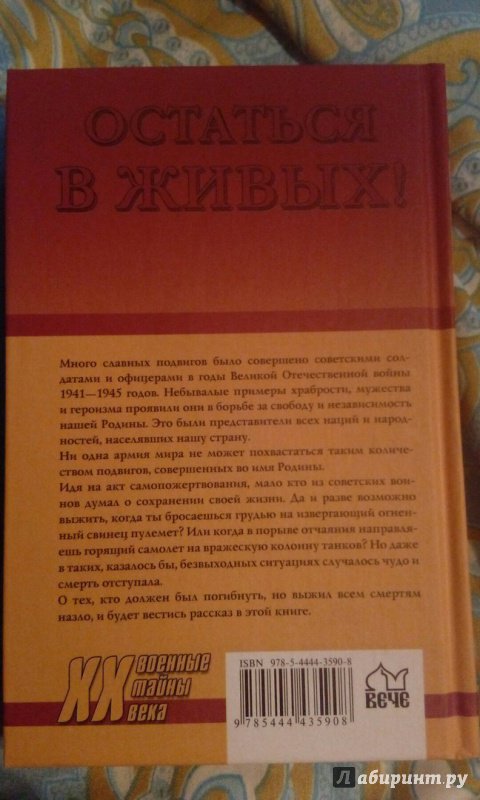 ОСТАТЬСЯ
В ЖИВЫХ!
Много славных подвигов было совершено советскими сол-
датами и офицерами в годы Великой Отечественной войны
1941—1945 годов. Небывалые примеры храбрости, мужества
и героизма проявили они в борьбе за свободу и независимость
нашей Родины. Это были представители всех наций и народ-
ностей, населявших нашу страну.
Ни одна армия мира не может похвастаться таким количе-
ством подвигов, совершенных во имя Родины.
Идя на акт самопожертвования, мало кто из советских вои-
нов думал о сохранении своей жизни. Да и разве возможно
выжить, когда ты бросаешься грудью на извергающий огнен-
ный свинец пулемет? Или когда в порыве отчаяния направля-
ешь горящий самолет на вражескую колонну танков? Но даже
в таких, казалось бы, безвыходных ситуациях случалось чудо и
смерть отступала.
О тех, кто должен был погибнуть, но выжил всем смертям
назло, и будет вестись рассказ в этой книге.
XX
военные
тайны
века
ISBN 978-5-4444-3590-8
9 785444 435908
ВЕЧЕ
Лабиринт.ру